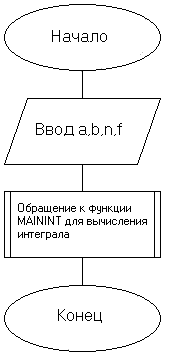 Начало
Ввод a,b,n,f
Обращение к функции
MAININT для вычисления
интеграла
Конец